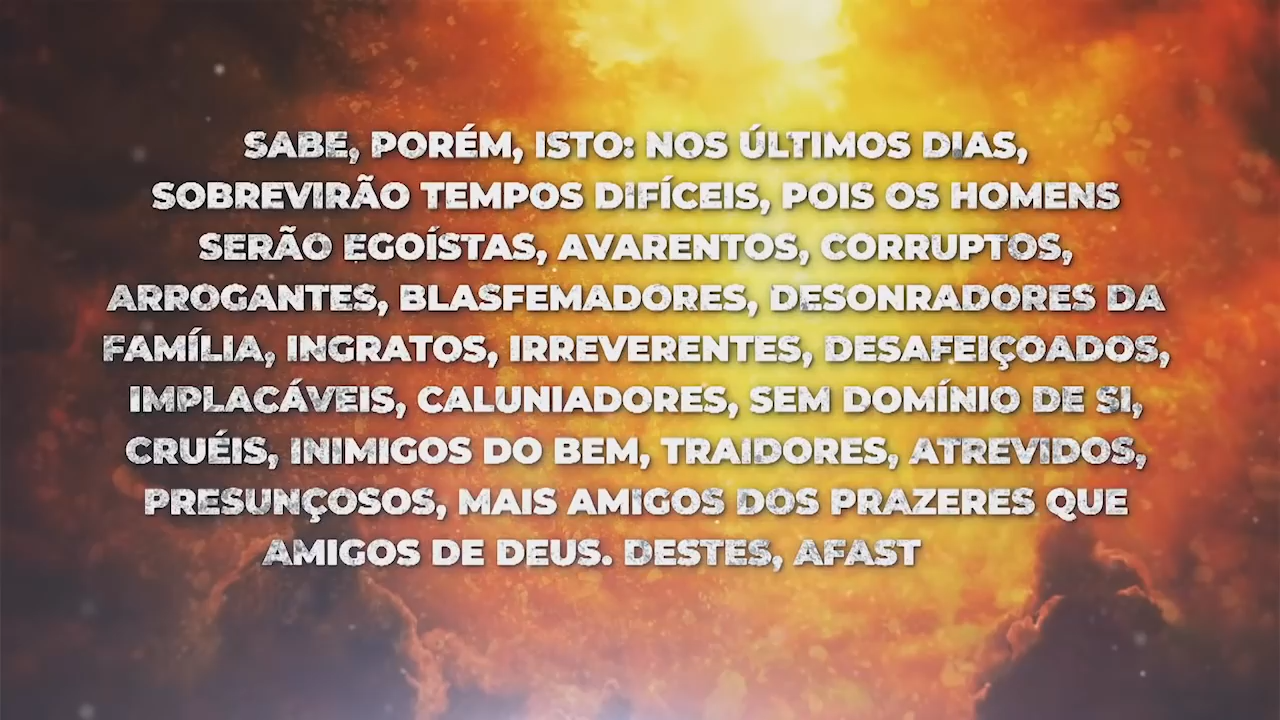 SABE, PORÉM, ISTO: NOS ÚLTIMOS DIAS,
SOBREVIRÃO TEMPOS DIFÍCEIS, POIS OS HOMENS
SERÃO EGOÍSTAS, AVARENTOS, CORRUPTOS,
ARROGANTES, BLASFEMADORES, DESONRADORES DA
FAMÍLIA, INGRATOS, IRREVERENTES, DESAFEIÇOADOS,
IMPLACÁVEIS, CALUNIADORES, SEM DOMÍNIO DE SI,
CRUÉIS, INIMIGOS DO BEM, TRAIDORES, ATREVIDOS,
PRESUNÇOSOS, MAIS AMIGOS DOS PRAZERES QUE
AMIGOS DE DEUS. DESTES, AFAST